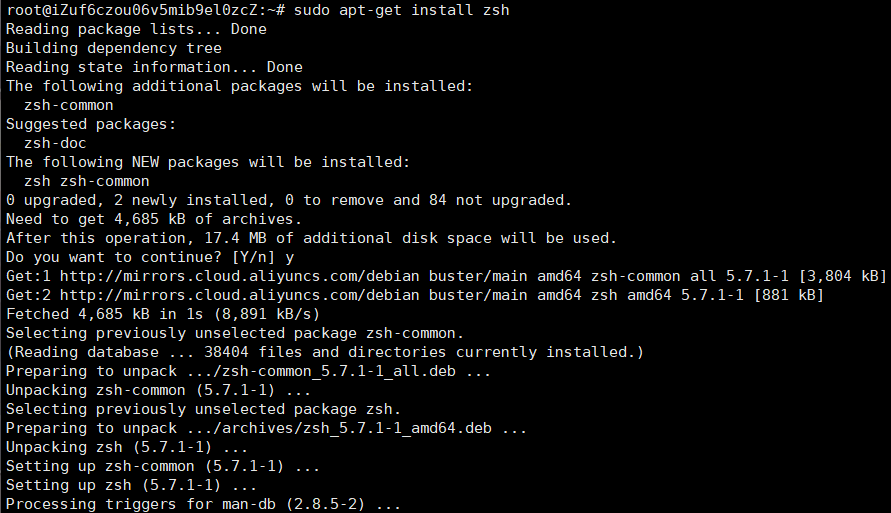 root@iZuf6czou06v5mib9el0zcZ:~# sudo apt-get install zsh
Reading package lists... Done
Building dependency tree
Reading state information... Done
The following additional packages will be installed:
  zsh-common
Suggested packages:
  zsh-doc
The following NEW packages will be installed:
  zsh zsh-common
0 upgraded, 2 newly installed, 0 to remove and 84 not upgraded.
Need to get 4,685 kB of archives.
After this operation, 17.4 MB of additional disk space will be used.
Do you want to continue? [Y/n] y
Get:1 http://mirrors.cloud.aliyuncs.com/debian buster/main amd64 zsh-common all 5.7.1-1 [3,804 kB]
Get:2 http://mirrors.cloud.aliyuncs.com/debian buster/main amd64 zsh amd64 5.7.1-1 [881 kB]
Fetched 4,685 kB in 1s (8,891 kB/s)
Selecting previously unselected package zsh-common.
(Reading database ... 38404 files and directories currently installed.)
Preparing to unpack .../zsh-common_5.7.1-1_all.deb ...
Unpacking zsh-common (5.7.1-1) ...
Selecting previously unselected package zsh.
Preparing to unpack .../archives/zsh_5.7.1-1_amd64.deb ...
Unpacking zsh (5.7.1-1) ...
Setting up zsh-common (5.7.1-1) ...
Setting up zsh (5.7.1-1) ...
Processing triggers for man-db (2.8.5-2) ...